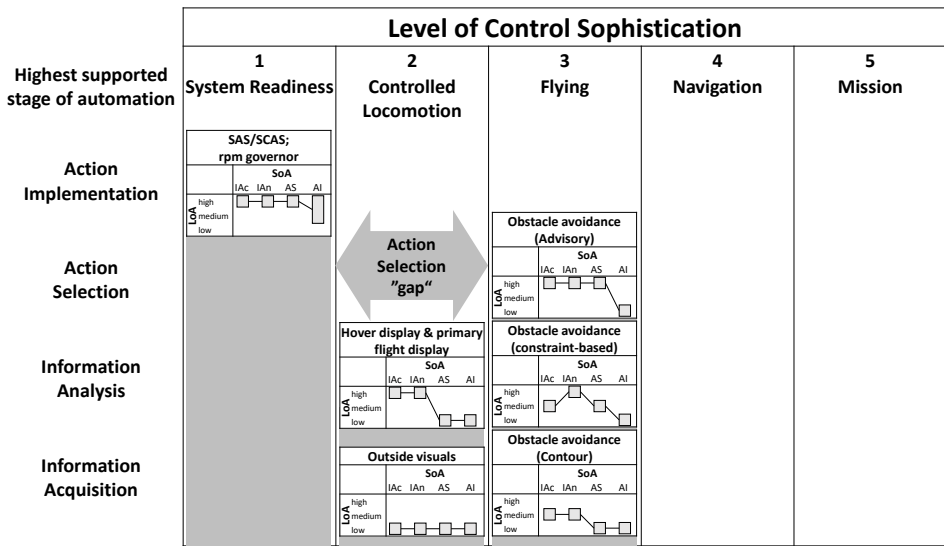 Level of Control Sophistication
Highest supported
stage of automation
1
System Readiness
2
Controlled
Locomotion
3
Flying
4
Navigation
5
Mission
Action
Implementation
SAS/SCAS;
rpm governor
SoA
IAc IAn AS AI
LoA
high
medium
low
Action
Selection
Action
Selection
”gap“
Obstacle avoidance
(Advisory)
SoA
IAc IAn AS AI
LoA
high
medium
low
Information
Analysis
Hover display & primary
flight display
SoA
IAc IAn AS AI
LoA
high
medium
low
Obstacle avoidance
(constraint-based)
SoA
IAc IAn AS AI
LoA
high
medium
low
Information
Acquisition
Outside visuals
SoA
IAc IAn AS AI
LoA
high
medium
low
Obstacle avoidance
(Contour)
SoA
IAc IAn AS AI
LoA
high
medium
low